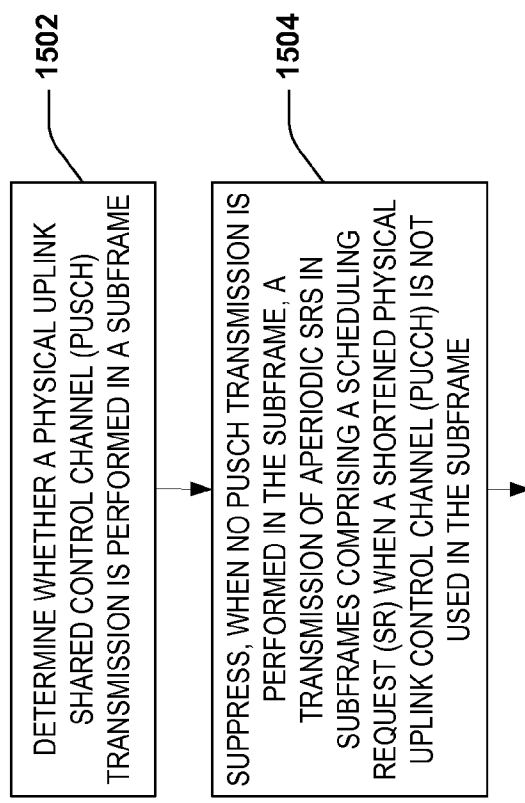 1502
DETERMINE WHETHER A PHYSICAL UPLINK
SHARED CONTROL CHANNEL (PUSCH)
TRANSMISSION IS PERFORMED IN A SUBFRAME
1504
SUPPRESS, WHEN NO PUSCH TRANSMISSION IS
PERFORMED IN THE SUBFRAME, A
TRANSMISSION OF APERIODIC SRS IN
SUBFRAMES COMPRISING A SCHEDULING
REQUEST (SR) WHEN A SHORTENED PHYSICAL
UPLINK CONTROL CHANNEL (PUCCH) IS NOT
USED IN THE SUBFRAME